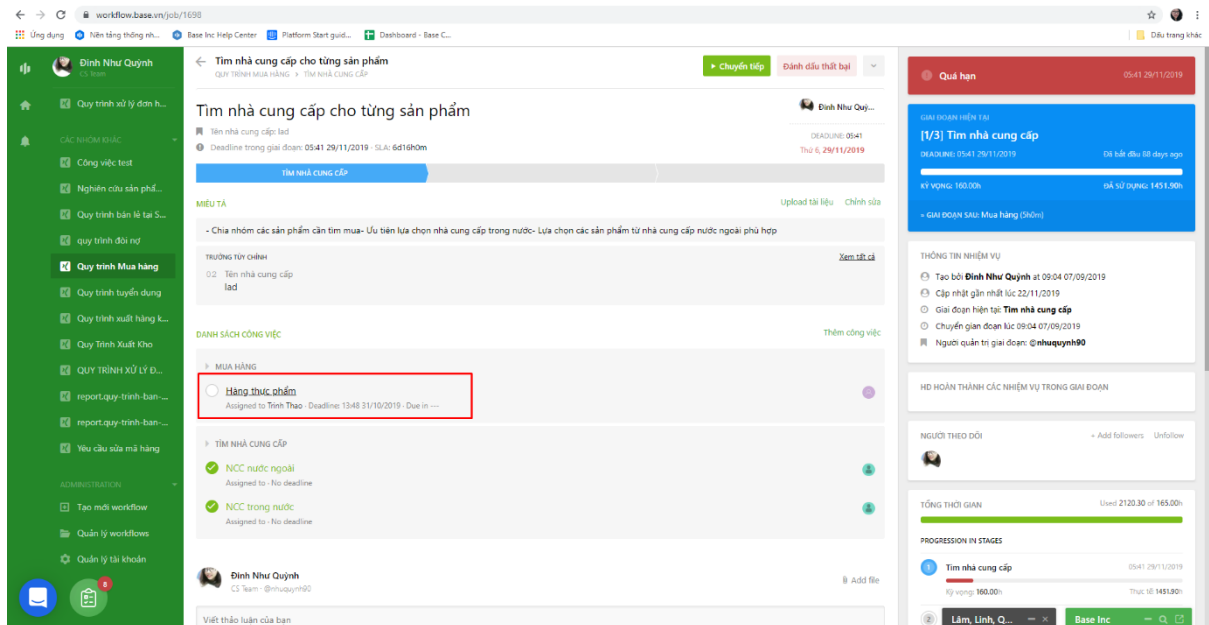 workflow.base.vn/job/1698
Ứng dụng
Nền tảng thống nh...
Base Inc Help Center
Platform Start guid...
Dashboard - Base C...
Dấu trang khác
Đinh Như Quỳnh
CS Team
Quy trình xử lý đơn h...
CÁC NHÓM KHÁC
Công việc test
Nghiên cứu sản phẩ...
Quy trình bán lẻ tại S...
quy trình đòi nợ
Quy trình Mua hàng
Quy trình tuyển dụng
Quy trình xuất hàng k...
Quy Trình Xuất Kho
QUY TRÌNH XỬ LÝ Đ...
report.quy-trinh-ban-...
report.quy-trinh-ban-...
Yêu cầu sửa mã hàng
ADMINISTRATION
Tạo mới workflow
Quản lý workflows
Quản lý tài khoản
8
Tìm nhà cung cấp cho từng sản phẩm
QUY TRÌNH MUA HÀNG > TÌM NHÀ CUNG CẤP
Chuyển tiếp
Đánh dấu thất bại
Tìm nhà cung cấp cho từng sản phẩm
Tên nhà cung cấp: lad
Deadline trong giai đoạn: 05:41 29/11/2019 - SLA: 6d16h0m
Đinh Như Quỳ...
DEADLINE: 05:41
Thứ 6, 29/11/2019
TÌM NHÀ CUNG CẤP
MIÊU TẢ
Upload tài liệu
Chỉnh sửa
- Chia nhóm các sản phẩm cần tìm mua- Ưu tiên lựa chọn nhà cung cấp trong nước- Lựa chọn các sản phẩm từ nhà cung cấp nước ngoài phù hợp
TRƯỜNG TÙY CHỈNH
Xem tất cả
02 Tên nhà cung cấp
lad
DANH SÁCH CÔNG VIỆC
Thêm công việc
MUA HÀNG
Hàng thực phẩm
Assigned to Trinh Thao - Deadline: 13:48 31/10/2019 - Due in ---
TÌM NHÀ CUNG CẤP
NCC nước ngoài
Assigned to - No deadline
NCC trong nước
Assigned to - No deadline
Đinh Như Quỳnh
CS Team · @nhuquynh90
Add file
Viết thảo luận của bạn
Quá hạn
05:41 29/11/2019
GIAI ĐOẠN HIỆN TẠI
[1/3] Tìm nhà cung cấp
DEADLINE: 05:41 29/11/2019
Đã bắt đầu 88 days ago
KỲ VỌNG: 160.00h
ĐÃ SỬ DỤNG: 1451.90h
» GIAI ĐOẠN SAU: Mua hàng (5h0m)
THÔNG TIN NHIỆM VỤ
Tạo bởi Đinh Như Quỳnh at 09:04 07/09/2019
Cập nhật gần nhất lúc 22/11/2019
Giai đoạn hiện tại: Tìm nhà cung cấp
Chuyển gian đoạn lúc 09:04 07/09/2019
Người quản trị giai đoạn: @nhuquynh90
HD HOÀN THÀNH CÁC NHIỆM VỤ TRONG GIAI ĐOẠN
NGƯỜI THEO DÕI
+ Add followers
Unfollow
TỔNG THỜI GIAN
Used 2120.30 of 165.00h
PROGRESSION IN STAGES
1
Tìm nhà cung cấp
05:41 29/11/2019
Kỳ vọng: 160.00h
Thực tế: 1451.90h
2
Lâm, Linh, Q...
Base Inc